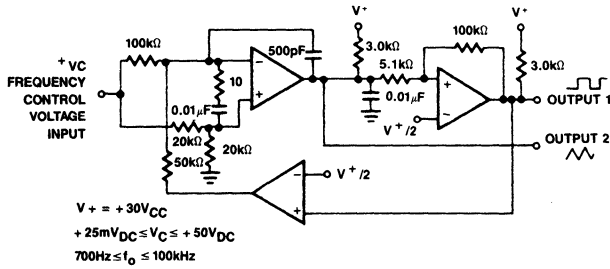 V+
V+
100kΩ
500pF
3.0kΩ
100kΩ
3.0kΩ
+VC
FREQUENCY
CONTROL
VOLTAGE
INPUT
10
0.01μF
5.1kΩ
0.01μF
V+/2
OUTPUT 1
OUTPUT 2
20kΩ
50kΩ
20kΩ
V+/2
V+ = +30VCC
+25mVDC ≤ VC ≤ +50VDC
700Hz ≤ fo ≤ 100kHz
−
+
+
−
−
+